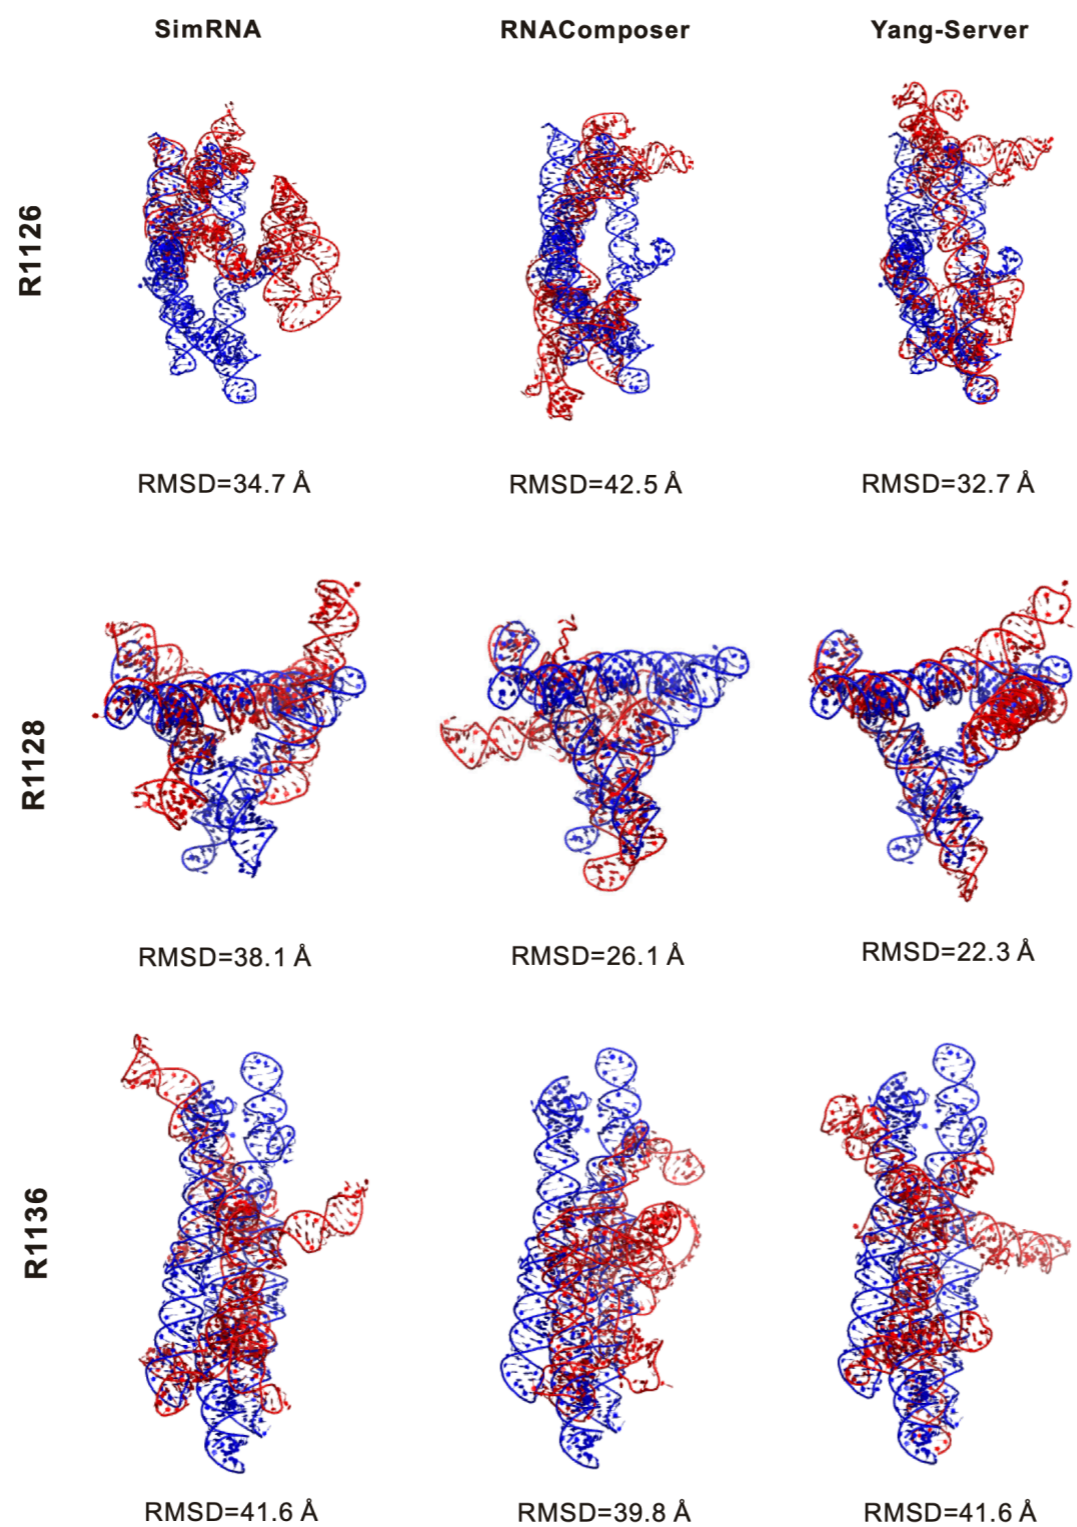 SimRNA RNAComposer Yang-Server
R1126
RMSD=34.7 Å RMSD=42.5 Å RMSD=32.7 Å
R1128
RMSD=38.1 Å RMSD=26.1 Å RMSD=22.3 Å
R1136
RMSD=41.6 Å RMSD=39.8 Å RMSD=41.6 Å